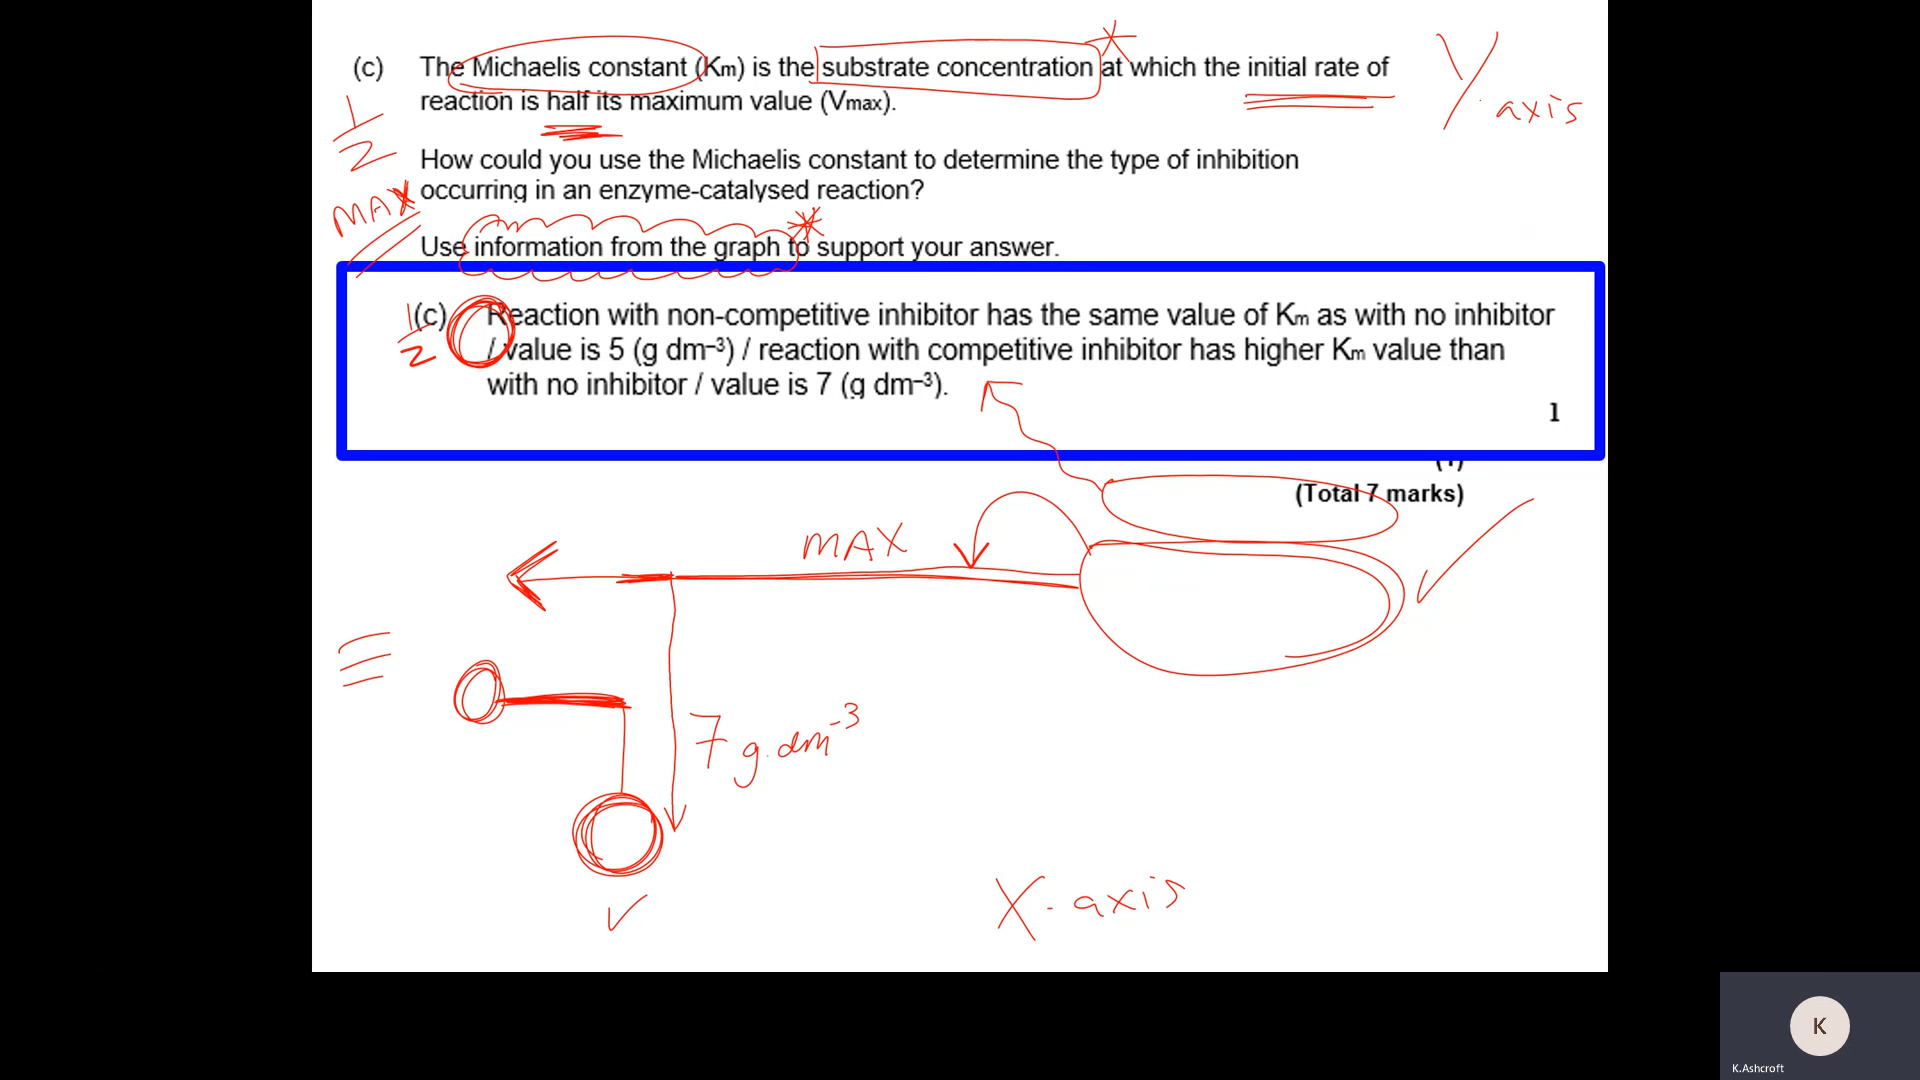 (c) The Michaelis constant (Km) is the substrate concentration at which the initial rate of
reaction is half its maximum value (Vmax).
Y axis
1/2
MAX
How could you use the Michaelis constant to determine the type of inhibition
occurring in an enzyme-catalysed reaction?
Use information from the graph to support your answer.
1/2
(c) Reaction with non-competitive inhibitor has the same value of Km as with no inhibitor
/ value is 5 (g dm⁻³) / reaction with competitive inhibitor has higher Km value than
with no inhibitor / value is 7 (g dm⁻³).
1
(1)
(Total 7 marks)
MAX
7 g.dm⁻³
X-axis
K
K.Ashcroft